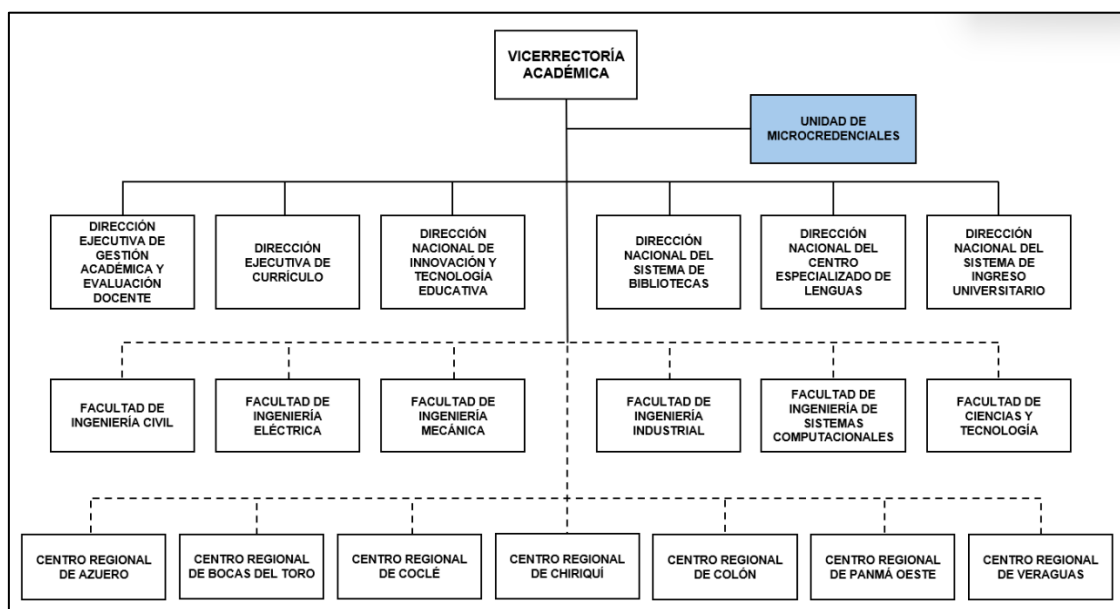 VICERRECTORÍA
ACADÉMICA
UNIDAD DE
MICROCREDENCIALES
DIRECCIÓN
EJECUTIVA DE
GESTIÓN
ACADÉMICA Y
EVALUACIÓN
DOCENTE
DIRECCIÓN
EJECUTIVA DE
CURRÍCULO
DIRECCIÓN
NACIONAL DE
INNOVACIÓN Y
TECNOLOGÍA
EDUCATIVA
DIRECCIÓN
NACIONAL DEL
SISTEMA DE
BIBLIOTECAS
DIRECCIÓN
NACIONAL DEL
CENTRO
ESPECIALIZADO DE
LENGUAS
DIRECCIÓN
NACIONAL DEL
SISTEMA DE
INGRESO
UNIVERSITARIO
FACULTAD DE
INGENIERÍA CIVIL
FACULTAD DE
INGENIERÍA
ELÉCTRICA
FACULTAD DE
INGENIERÍA
MECÁNICA
FACULTAD DE
INGENIERÍA
INDUSTRIAL
FACULTAD DE
INGENIERÍA DE
SISTEMAS
COMPUTACIONALES
FACULTAD DE
CIENCIAS Y
TECNOLOGÍA
CENTRO REGIONAL
DE AZUERO
CENTRO REGIONAL
DE BOCAS DEL TORO
CENTRO REGIONAL
DE COCLÉ
CENTRO REGIONAL
DE CHIRIQUÍ
CENTRO REGIONAL
DE COLÓN
CENTRO REGIONAL
DE PANMÁ OESTE
CENTRO REGIONAL
DE VERAGUAS